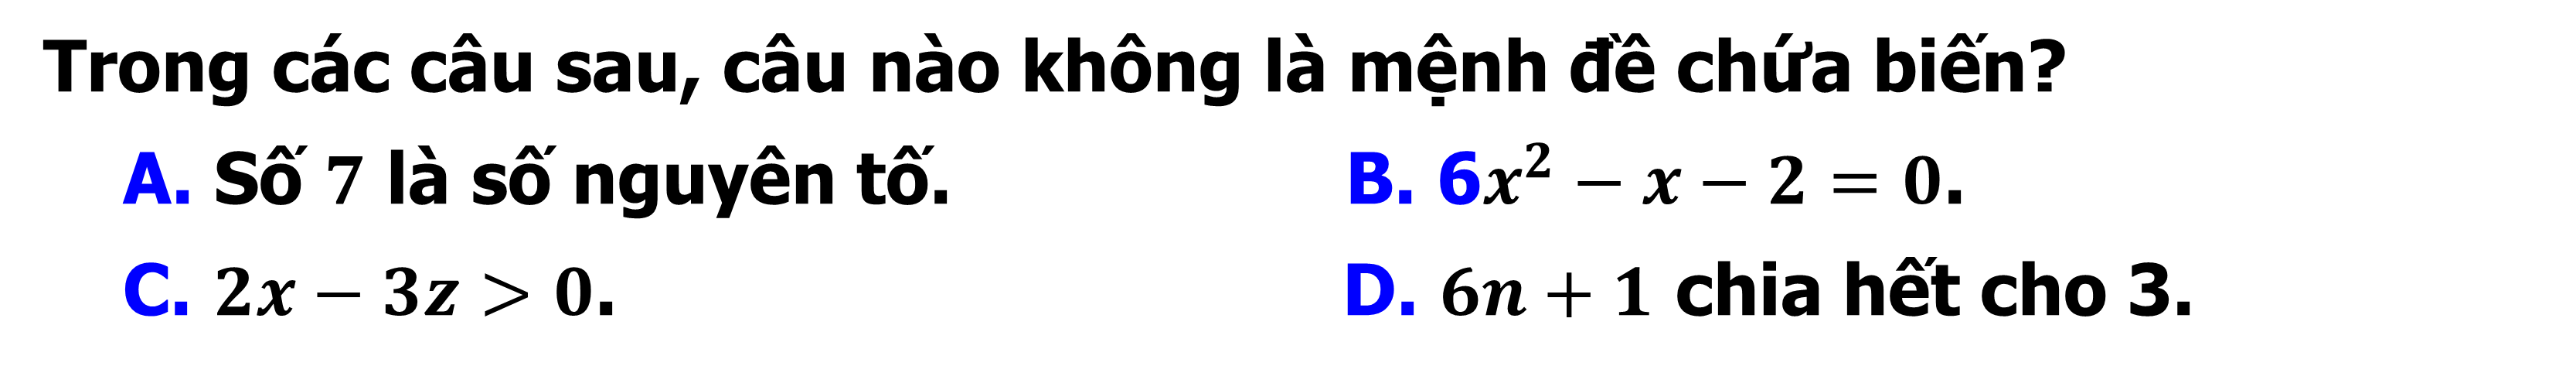 Trong các câu sau, câu nào không là mệnh đề chứa biến?
A. Số 7 là số nguyên tố. B. 6x² − x − 2 = 0.
C. 2x − 3z > 0. D. 6n + 1 chia hết cho 3.